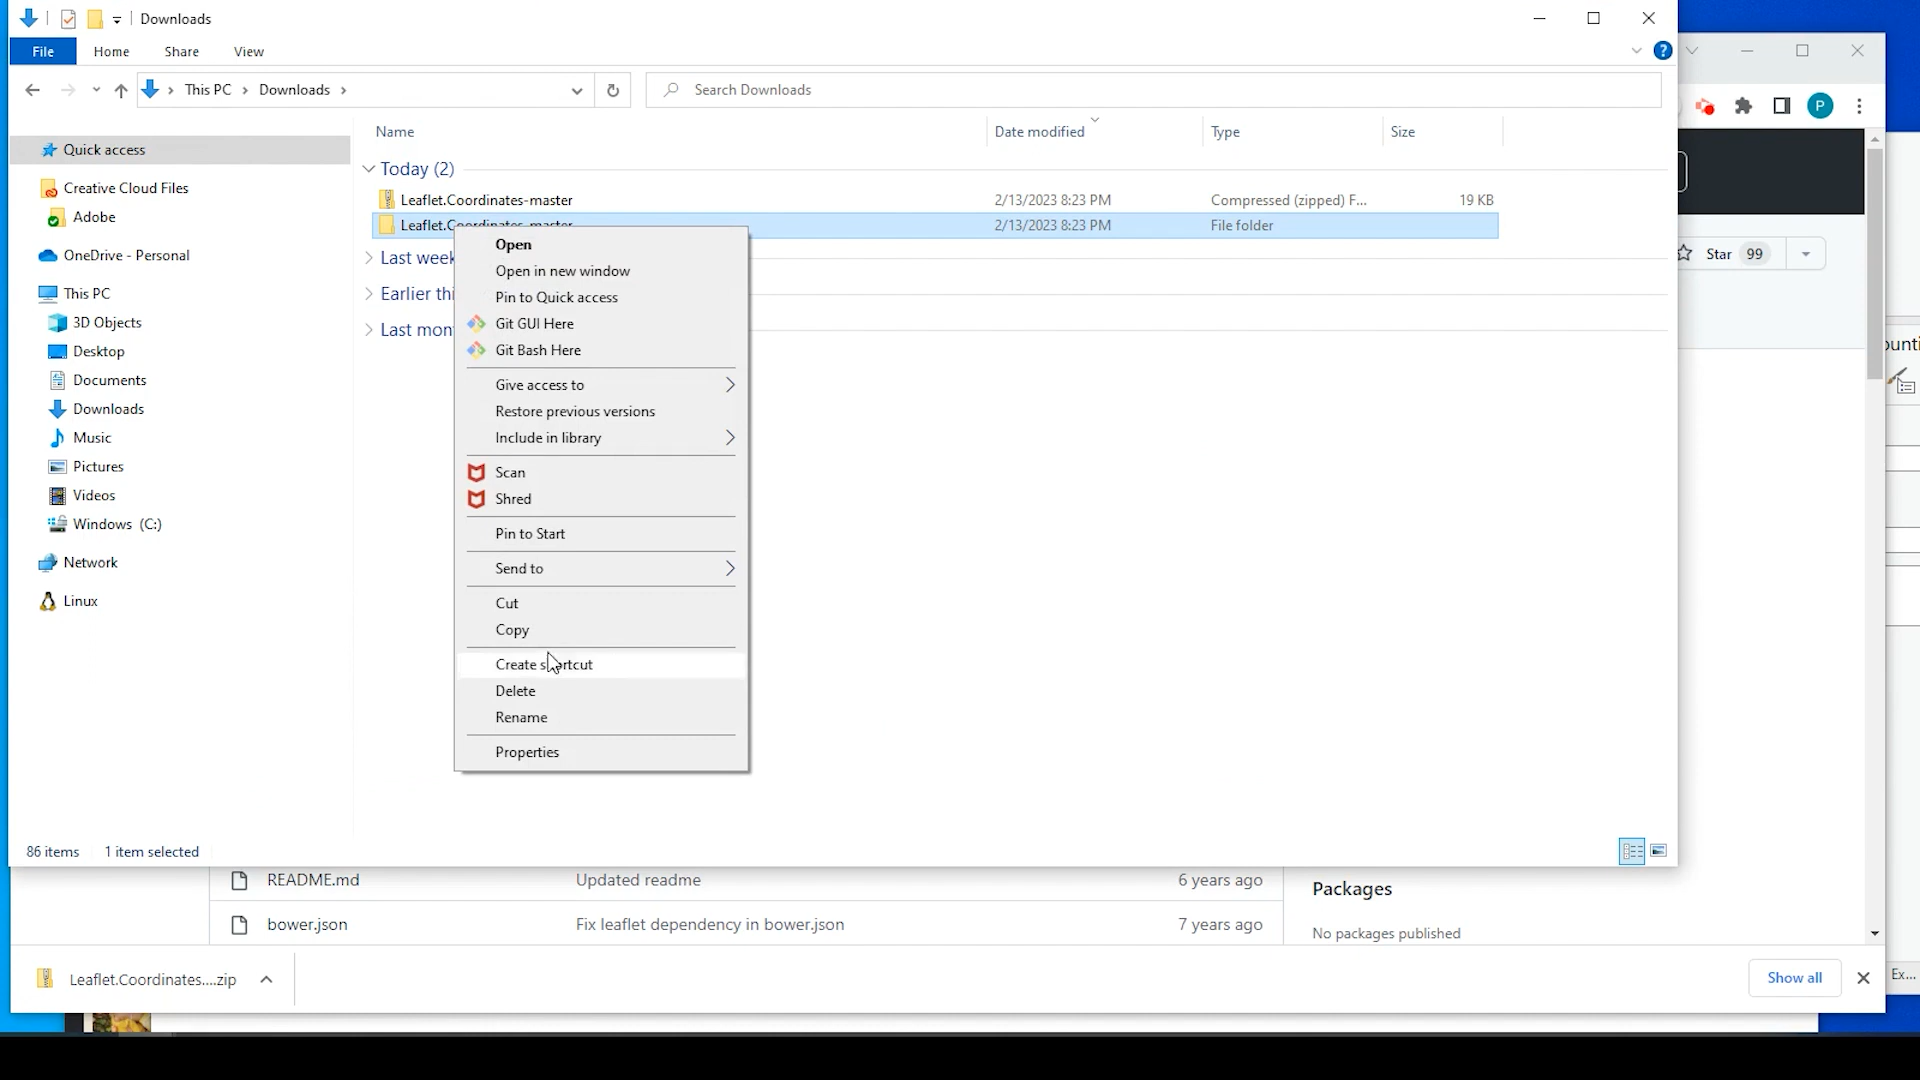 Downloads
File Home Share View
This PC Downloads
Search Downloads
P
Name Date modified Type Size
Quick access
Creative Cloud Files
Adobe
OneDrive - Personal
This PC
3D Objects
Desktop
Documents
Downloads
Music
Pictures
Videos
Windows (C:)
Network
Linux
Today (2)
Leaflet.Coordinates-master 2/13/2023 8:23 PM Compressed (zipped) F... 19 KB
Leaflet.Coordinates-master 2/13/2023 8:23 PM File folder
Last week
Earlier thi
Last mon
Open
Open in new window
Pin to Quick access
Git GUI Here
Git Bash Here
Give access to
Restore previous versions
Include in library
Scan
Shred
Pin to Start
Send to
Cut
Copy
Create shortcut
Delete
Rename
Properties
Star 99
ounti
86 items 1 item selected
README.md Updated readme 6 years ago
bower.json Fix leaflet dependency in bower.json 7 years ago
Packages
No packages published
Leaflet.Coordinates....zip
Show all
Ex...